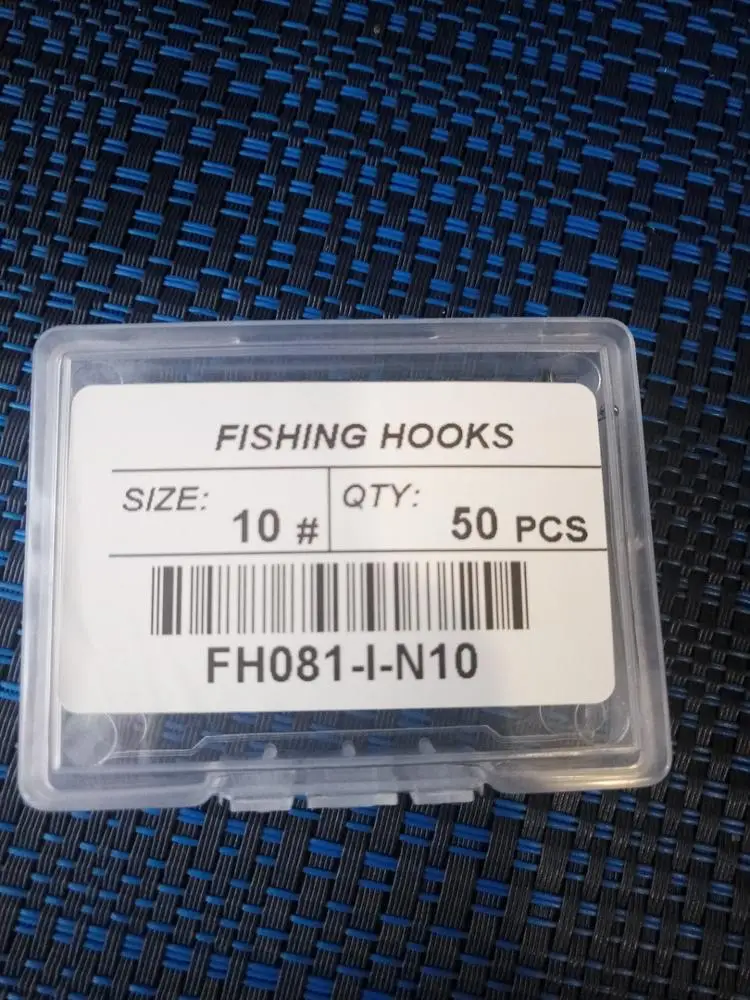 FISHING HOOKS
SIZE: 10 # QTY: 50 PCS
FH081-I-N10